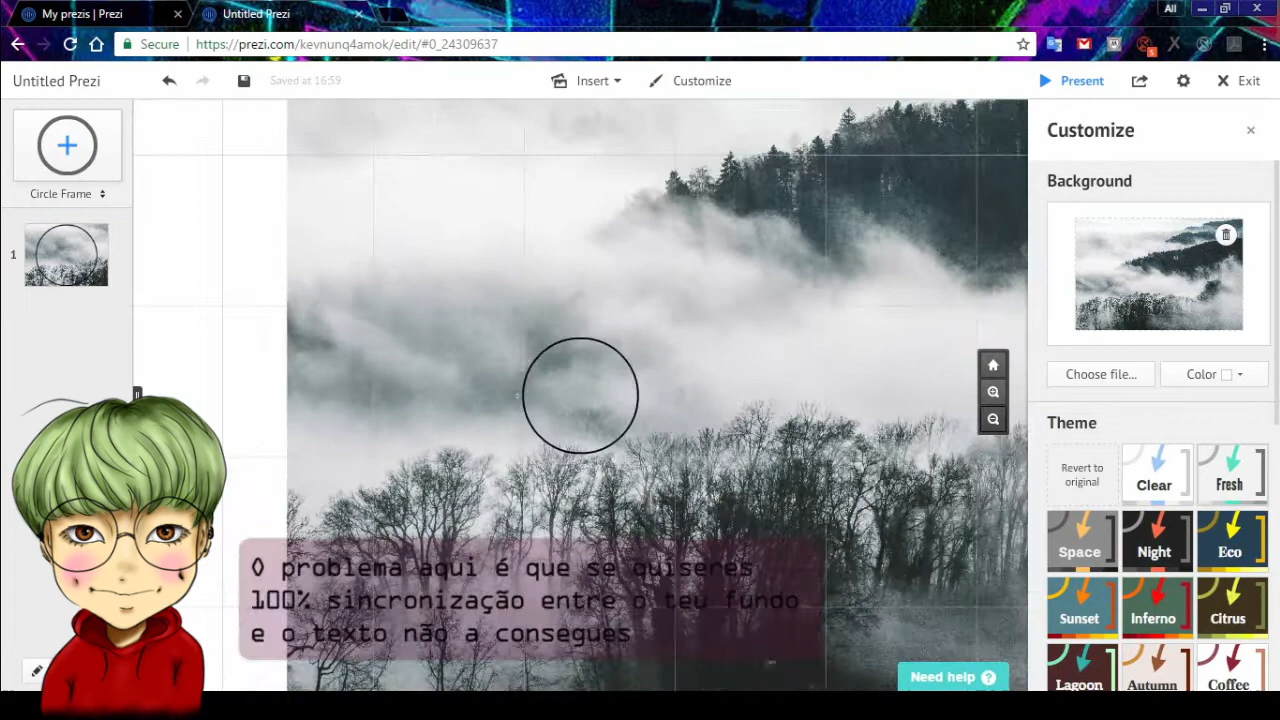 My prezis | Prezi
Untitled Prezi
All
Secure
https://prezi.com/kevnunq4amok/edit/#0_24309637
Untitled Prezi
Saved at 16:59
Insert
Customize
Present
Exit
Circle Frame
1
Customize
Background
Choose file...
Color
Theme
Revert to
original
Clear
Fresh
Space
Night
Eco
Sunset
Inferno
Citrus
Lagoon
Autumn
Coffee
O problema aqui é que se quiseres
100% sincronização entre o teu fundo
e o texto não a consegues
Need help ?